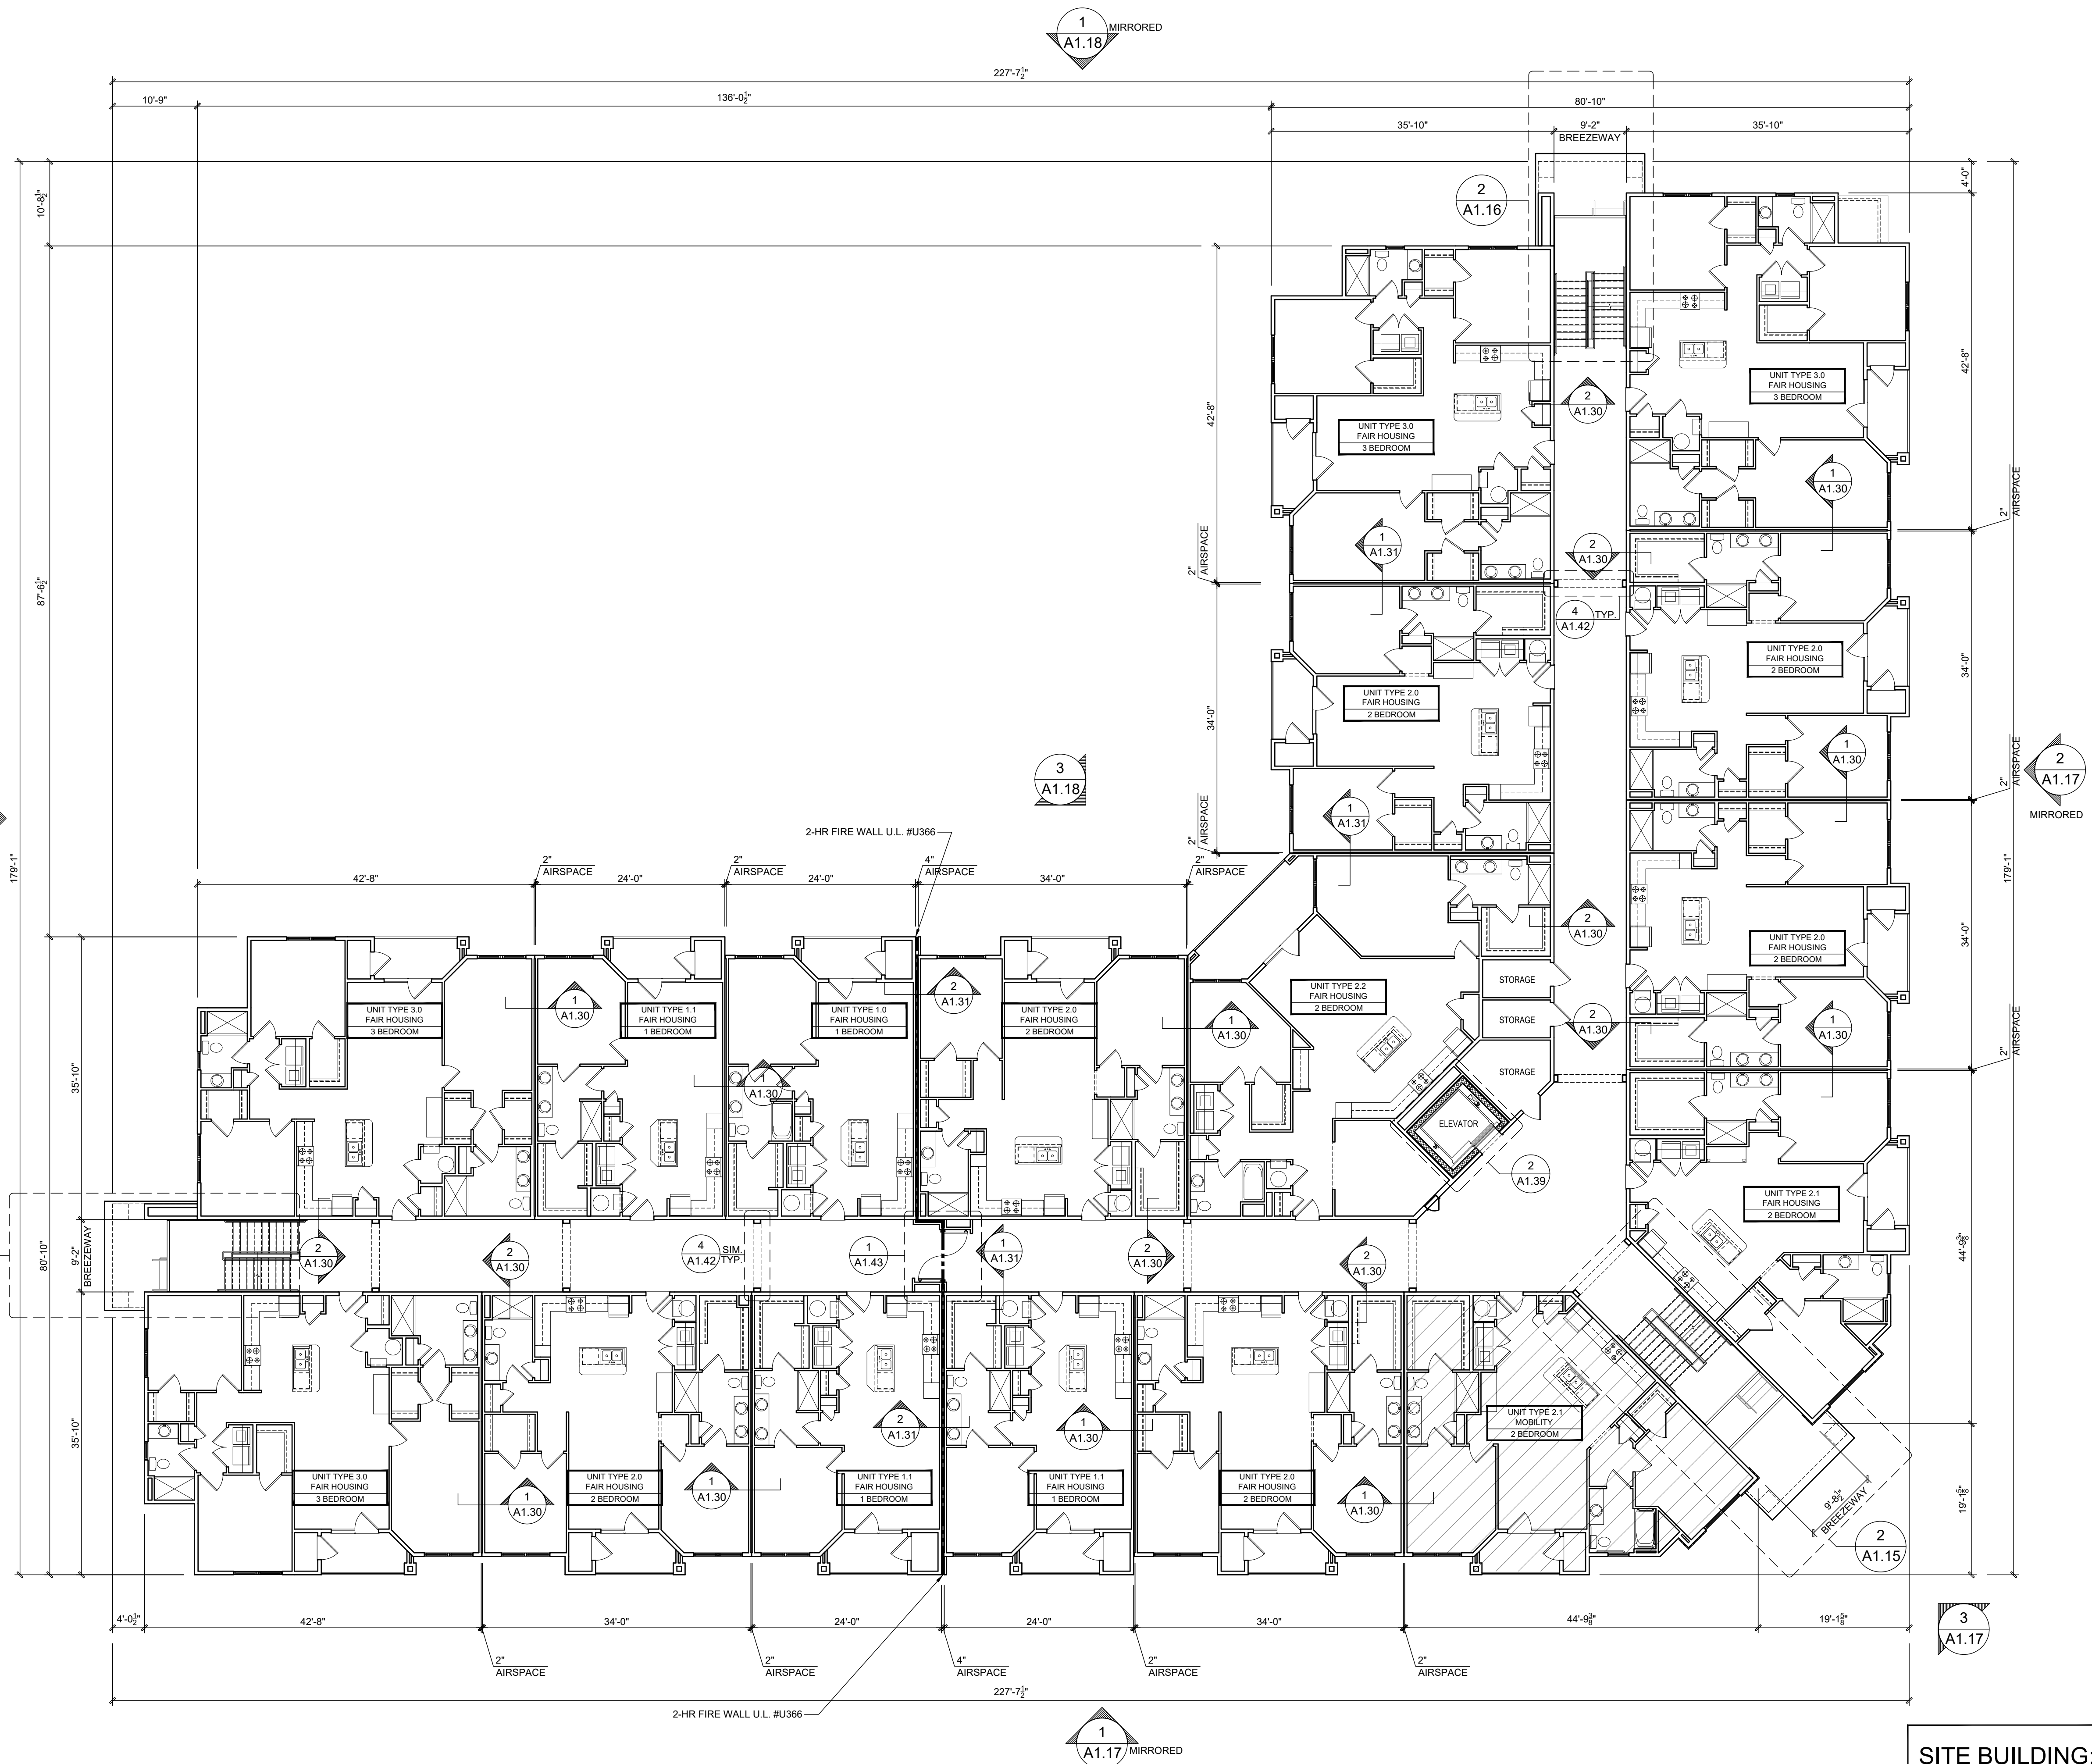 1
A1.18
MIRRORED
227'-7½"
10'-9"
136'-0½"
80'-10"
35'-10"
9'-2"
35'-10"
BREEZEWAY
10'-8½"
4'-0"
2
A1.16
42'-8"
42'-8"
87'-6½"
179'-1"
179'-1"
UNIT TYPE 3.0
FAIR HOUSING
3 BEDROOM
2
A1.30
UNIT TYPE 3.0
FAIR HOUSING
3 BEDROOM
1
A1.30
2"
AIRSPACE
1
A1.31
2"
AIRSPACE
2
A1.30
4
A1.42
TYP.
UNIT TYPE 2.0
FAIR HOUSING
2 BEDROOM
34'-0"
UNIT TYPE 2.0
FAIR HOUSING
2 BEDROOM
34'-0"
1
A1.30
2"
AIRSPACE
2
A1.17
MIRRORED
3
A1.18
1
A1.31
2"
AIRSPACE
2-HR FIRE WALL U.L. #U366
2"
AIRSPACE
2"
AIRSPACE
4"
AIRSPACE
2"
AIRSPACE
42'-8"
24'-0"
24'-0"
34'-0"
2
A1.30
UNIT TYPE 2.0
FAIR HOUSING
2 BEDROOM
34'-0"
STORAGE
STORAGE
STORAGE
UNIT TYPE 2.2
FAIR HOUSING
2 BEDROOM
2
A1.30
1
A1.30
2"
AIRSPACE
UNIT TYPE 3.0
FAIR HOUSING
3 BEDROOM
1
A1.30
UNIT TYPE 1.1
FAIR HOUSING
1 BEDROOM
UNIT TYPE 1.0
FAIR HOUSING
1 BEDROOM
2
A1.31
UNIT TYPE 2.0
FAIR HOUSING
2 BEDROOM
1
A1.30
1
A1.30
35'-10"
ELEVATOR
2
A1.39
UNIT TYPE 2.1
FAIR HOUSING
2 BEDROOM
44'-9⅜"
80'-10"
9'-2"
BREEZEWAY
2
A1.30
2
A1.30
4
A1.42
SIM.
TYP.
1
A1.43
1
A1.31
2
A1.30
2
A1.30
35'-10"
UNIT TYPE 3.0
FAIR HOUSING
3 BEDROOM
1
A1.30
UNIT TYPE 2.0
FAIR HOUSING
2 BEDROOM
1
A1.30
2
A1.31
UNIT TYPE 1.1
FAIR HOUSING
1 BEDROOM
1
A1.30
UNIT TYPE 1.1
FAIR HOUSING
1 BEDROOM
UNIT TYPE 2.0
FAIR HOUSING
2 BEDROOM
1
A1.30
UNIT TYPE 2.1
MOBILITY
2 BEDROOM
9'-8½"
BREEZEWAY
19'-1⅝"
2
A1.15
4'-0½"
42'-8"
34'-0"
24'-0"
24'-0"
34'-0"
44'-9⅜"
19'-1⅝"
3
A1.17
2"
AIRSPACE
2"
AIRSPACE
4"
AIRSPACE
2"
AIRSPACE
2"
AIRSPACE
227'-7½"
2-HR FIRE WALL U.L. #U366
1
A1.17
MIRRORED
SITE BUILDING: